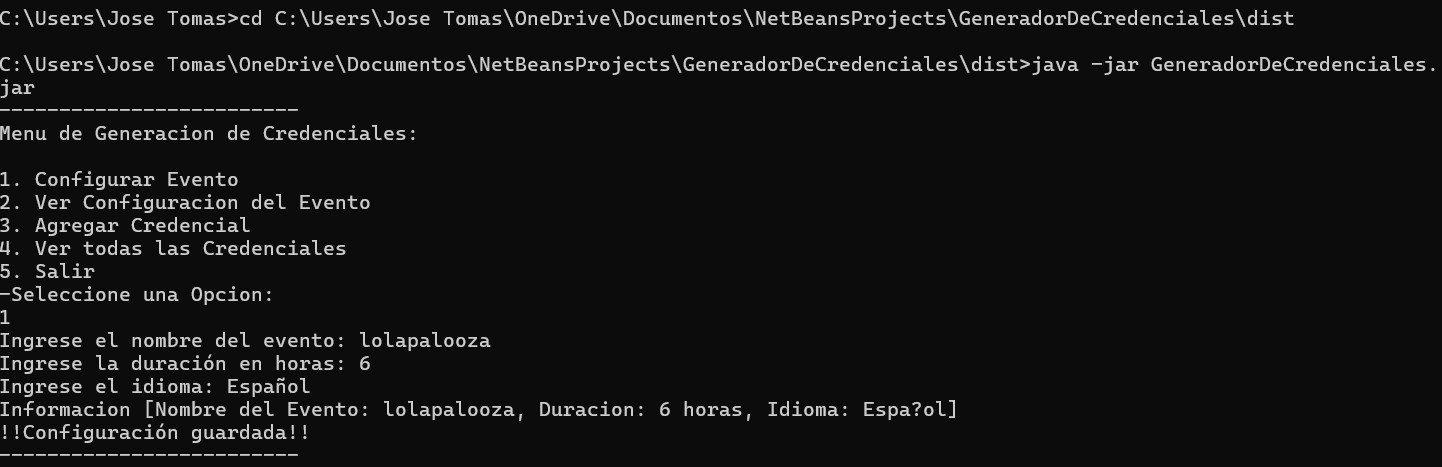 C:\Users\Jose Tomas>cd C:\Users\Jose Tomas\OneDrive\Documentos\NetBeansProjects\GeneradorDeCredenciales\dist
C:\Users\Jose Tomas\OneDrive\Documentos\NetBeansProjects\GeneradorDeCredenciales\dist>java -jar GeneradorDeCredenciales.
jar
-------------------------
Menu de Generacion de Credenciales:
1. Configurar Evento
2. Ver Configuracion del Evento
3. Agregar Credencial
4. Ver todas las Credenciales
5. Salir
-Seleccione una Opcion:
1
Ingrese el nombre del evento: lolapalooza
Ingrese la duración en horas: 6
Ingrese el idioma: Español
Informacion [Nombre del Evento: lolapalooza, Duracion: 6 horas, Idioma: Espa?ol]
!!Configuración guardada!!
-------------------------